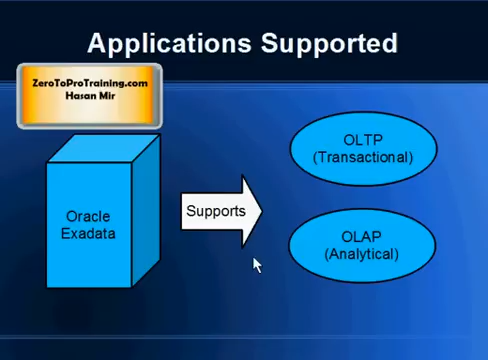 Applications Supported
ZeroToProTraining.com
Hasan Mir
Oracle
Exadata
Supports
OLTP
(Transactional)
OLAP
(Analytical)